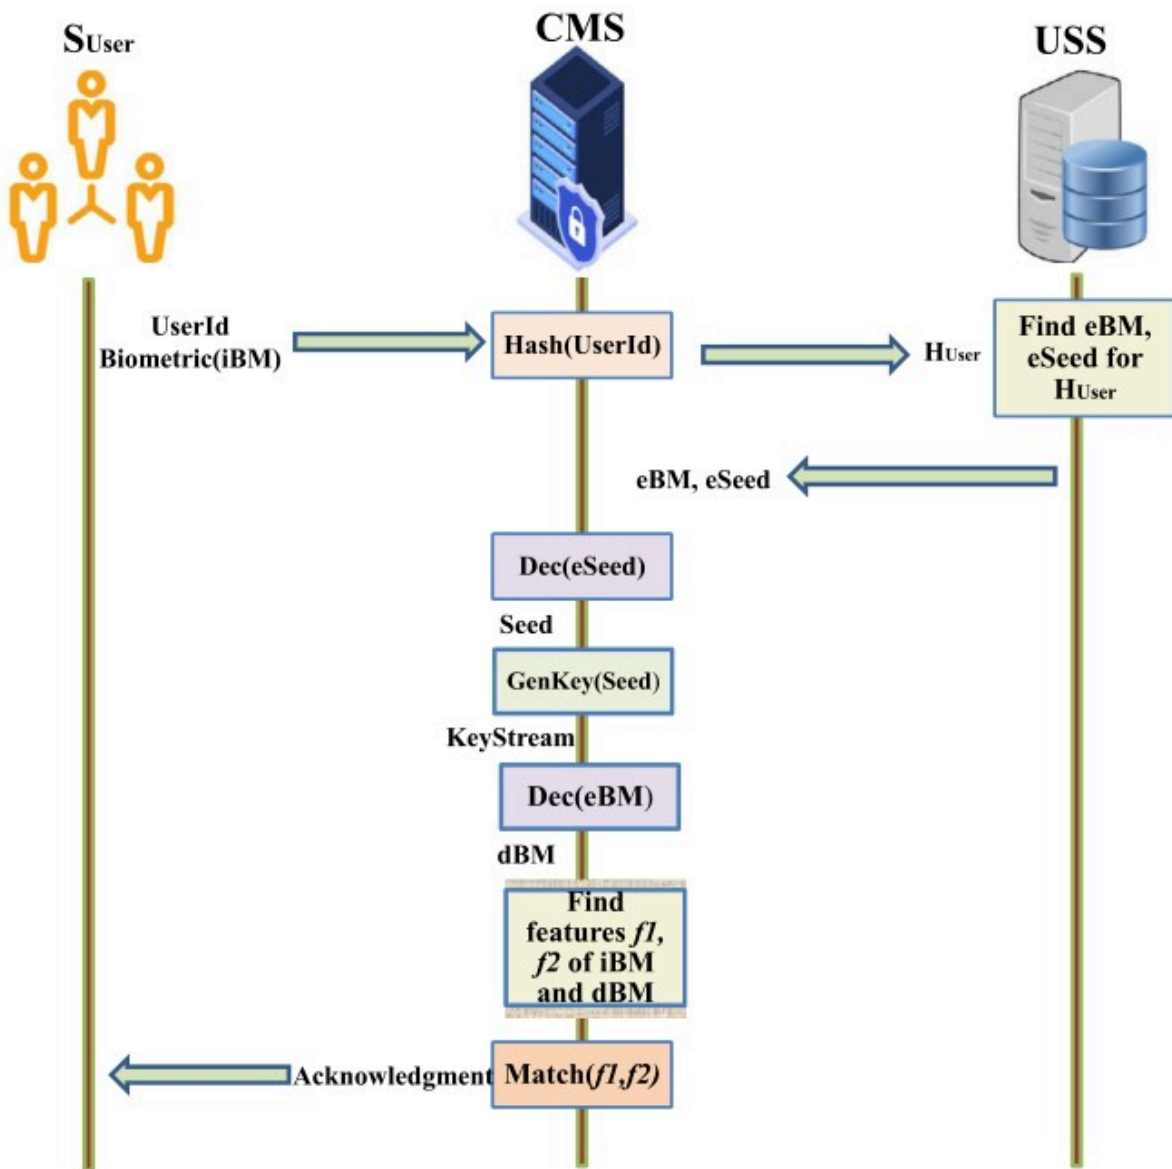 SUser
CMS
USS
UserId
Biometric(iBM)
Hash(UserId)
HUser
Find eBM,
eSeed for
HUser
eBM, eSeed
Dec(eSeed)
Seed
GenKey(Seed)
KeyStream
Dec(eBM)
dBM
Find
features f1,
f2 of iBM
and dBM
Acknowledgment
Match(f1,f2)